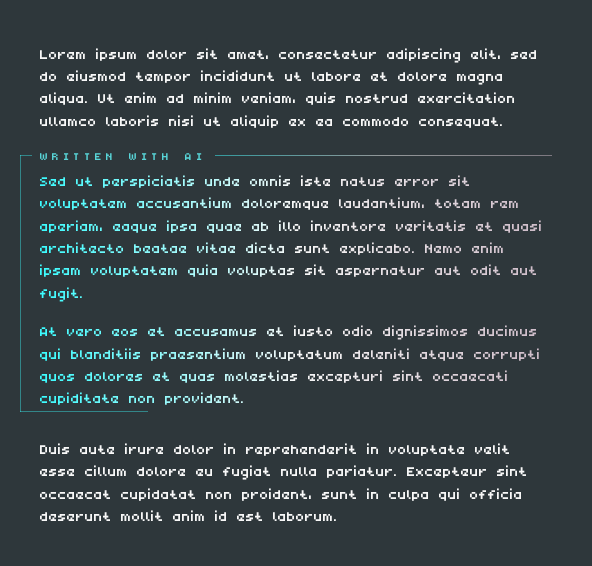 Lorem ipsum dolor sit amet, consectetur adipiscing elit, sed
do eiusmod tempor incididunt ut labore et dolore magna
aliqua. Ut enim ad minim veniam, quis nostrud exercitation
ullamco laboris nisi ut aliquip ex ea commodo consequat.
WRITTEN WITH AI
Sed ut perspiciatis unde omnis iste natus error sit
voluptatem accusantium doloremque laudantium, totam rem
aperiam, eaque ipsa quae ab illo inventore veritatis et quasi
architecto beatae vitae dicta sunt explicabo. Nemo enim
ipsam voluptatem quia voluptas sit aspernatur aut odit aut
fugit.
At vero eos et accusamus et iusto odio dignissimos ducimus
qui blanditiis praesentium voluptatum deleniti atque corrupti
quos dolores et quas molestias excepturi sint occaecati
cupiditate non provident.
Duis aute irure dolor in reprehenderit in voluptate velit
esse cillum dolore eu fugiat nulla pariatur. Excepteur sint
occaecat cupidatat non proident, sunt in culpa qui officia
deserunt mollit anim id est laborum.